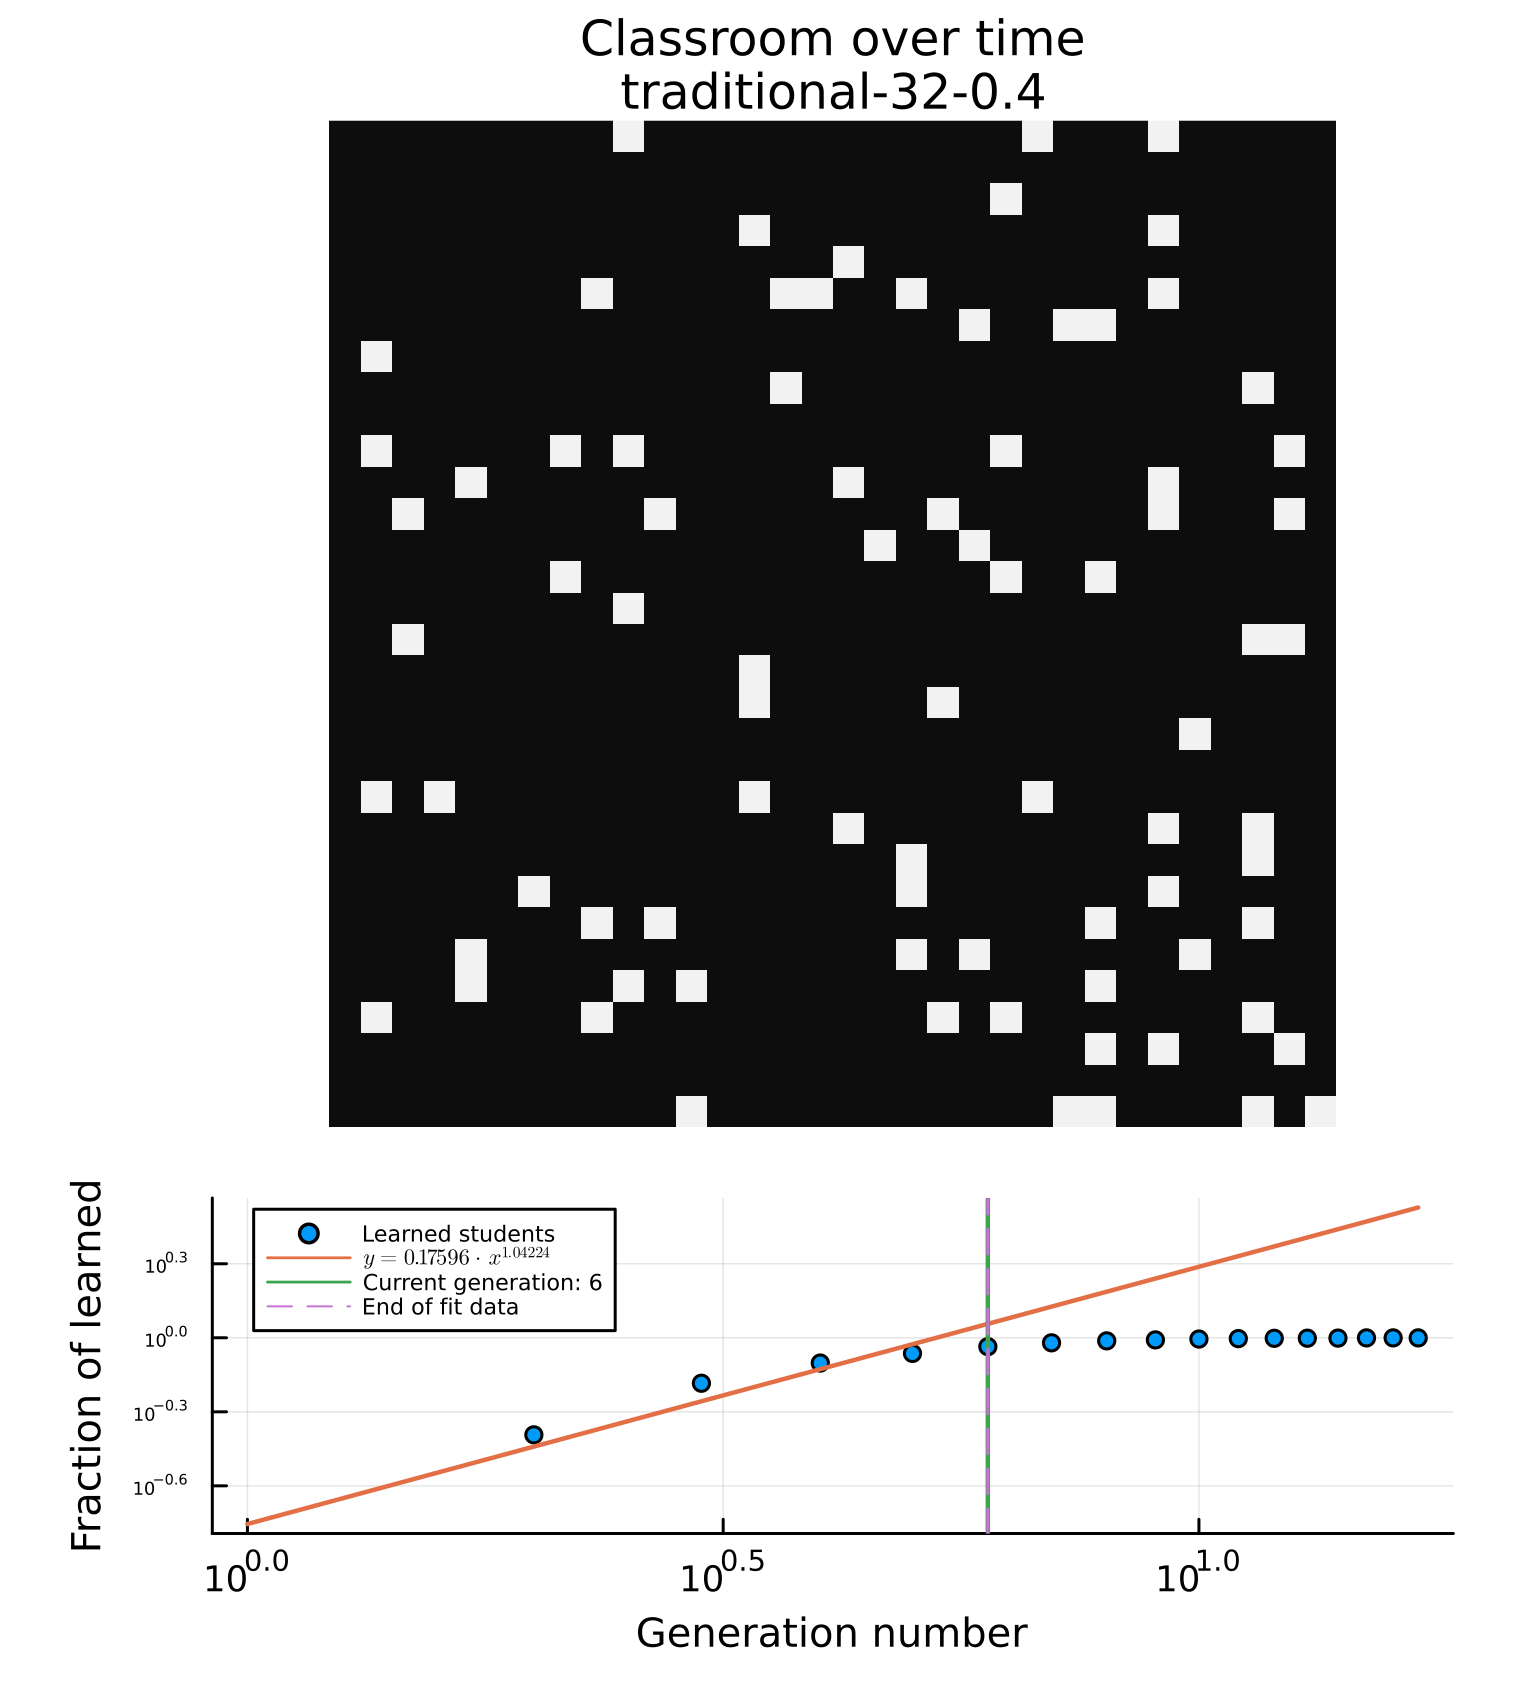 Classroom over time
traditional-32-0.4
Fraction of learned
Learned students
y = 0.17596 · x^1.04224
Current generation: 6
End of fit data
10^0.3
10^0.0
10^−0.3
10^−0.6
10^0.0
10^0.5
10^1.0
Generation number